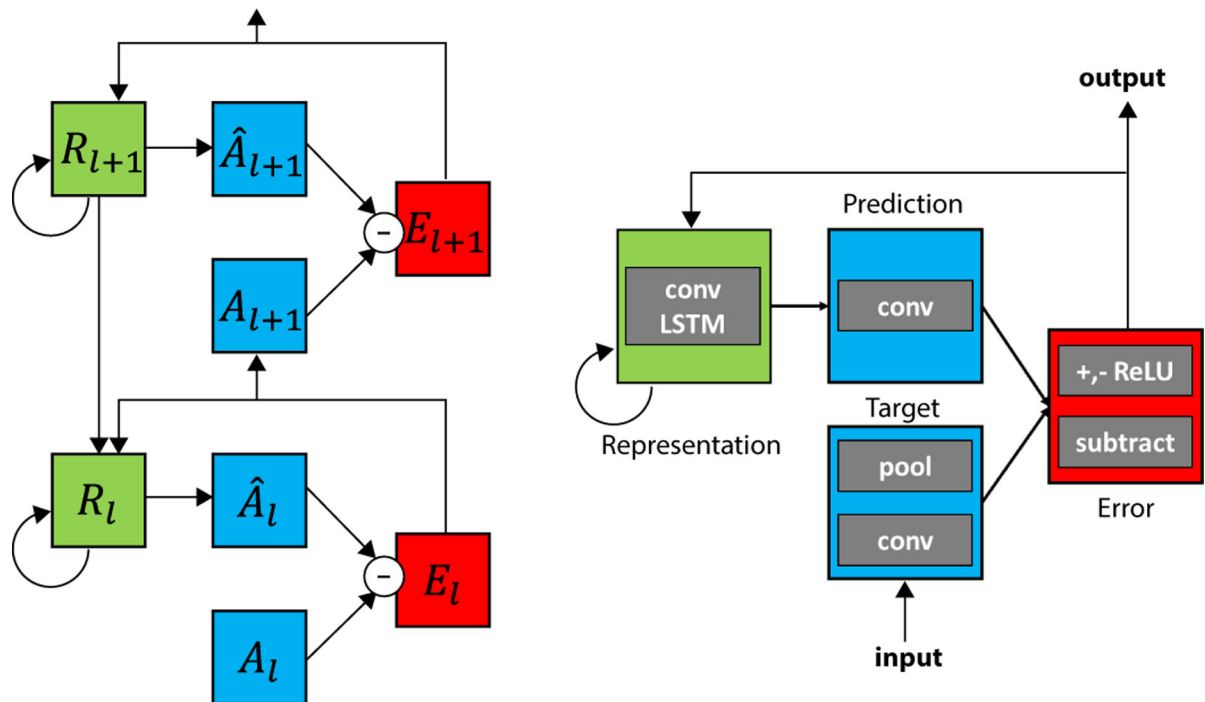 R_{l+1}
Â_{l+1}
-
E_{l+1}
A_{l+1}
R_l
Â_l
-
E_l
A_l
output
Prediction
conv
LSTM
conv
+,- ReLU
subtract
Target
Representation
pool
conv
Error
input